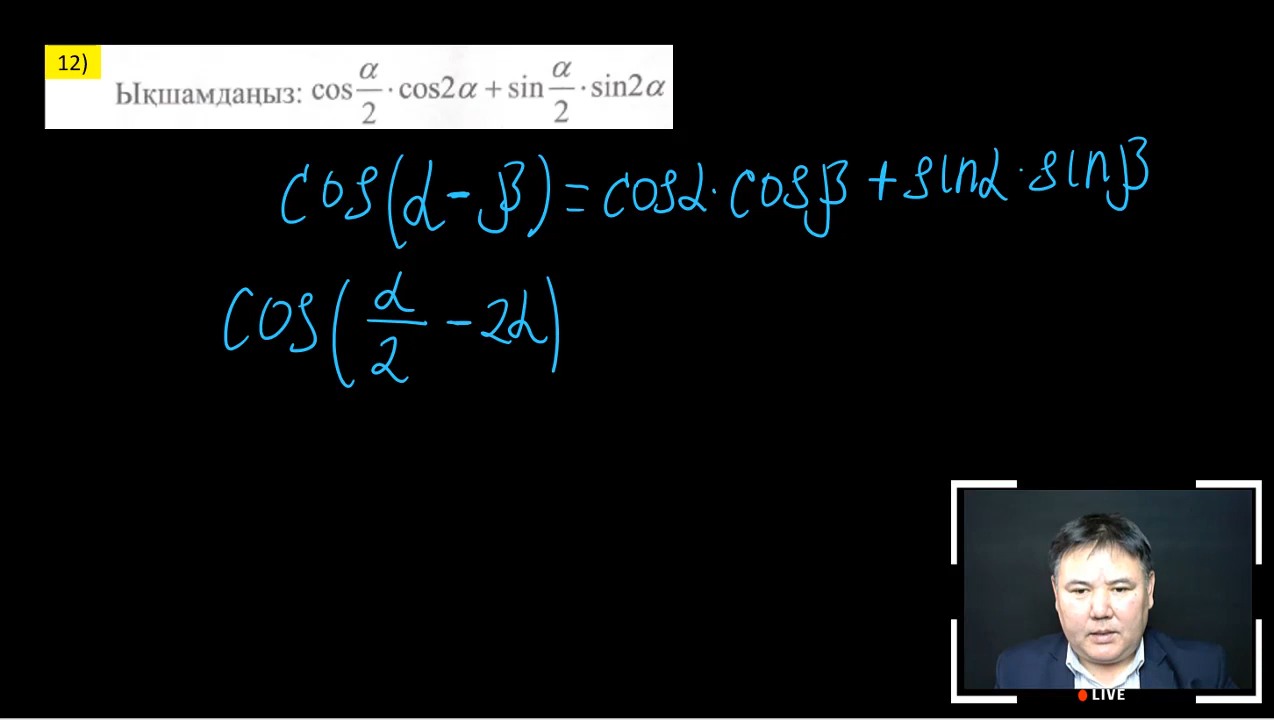 12)
Ықшамдаңыз: cos α/2 · cos2α + sin α/2 · sin2α
cos(α - β) = cosα · cosβ + sinα · sinβ
cos(α/2 - 2α)
LIVE